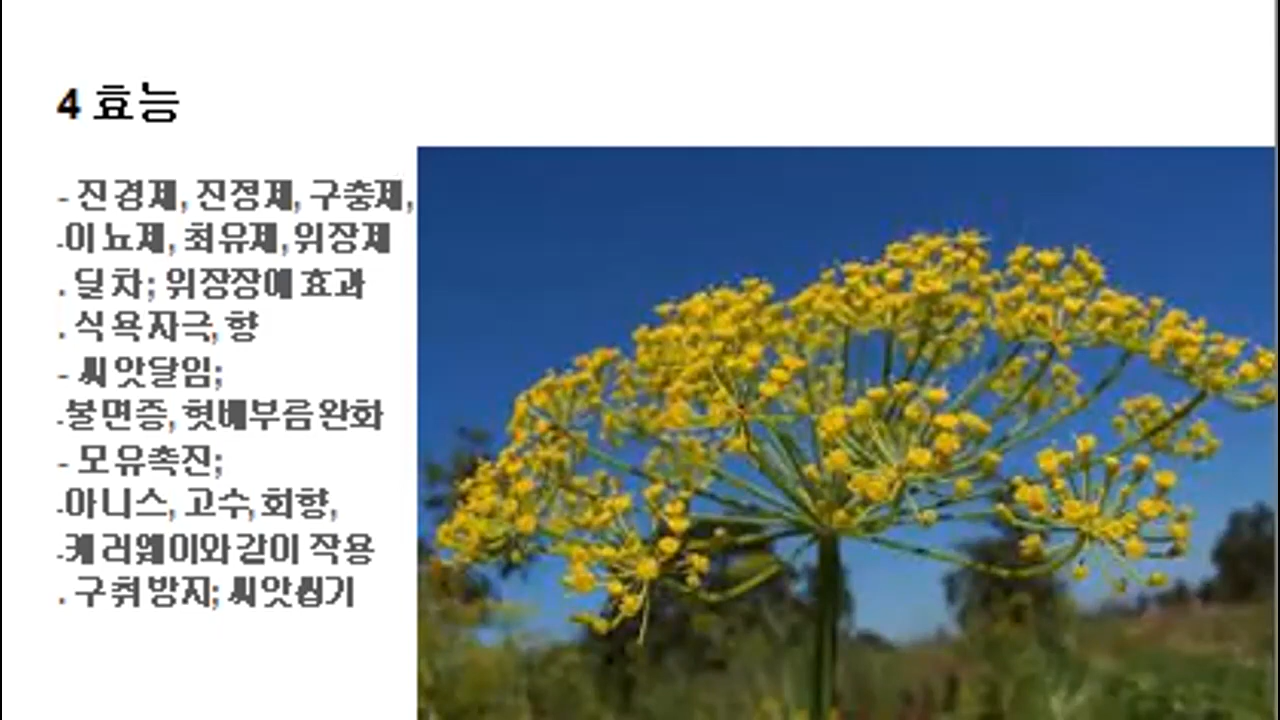 4 효능
- 진경제, 진정제, 구충제,
-이뇨제, 최유제,위장제
. 딜차; 위장장애 효과
. 식욕자극, 향
- 씨앗달임;
-불면증, 헛배부름완화
- 모유촉진;
-아니스, 고수, 회향,
-캐러웨이와같이 작용
. 구취방지; 씨앗씹기